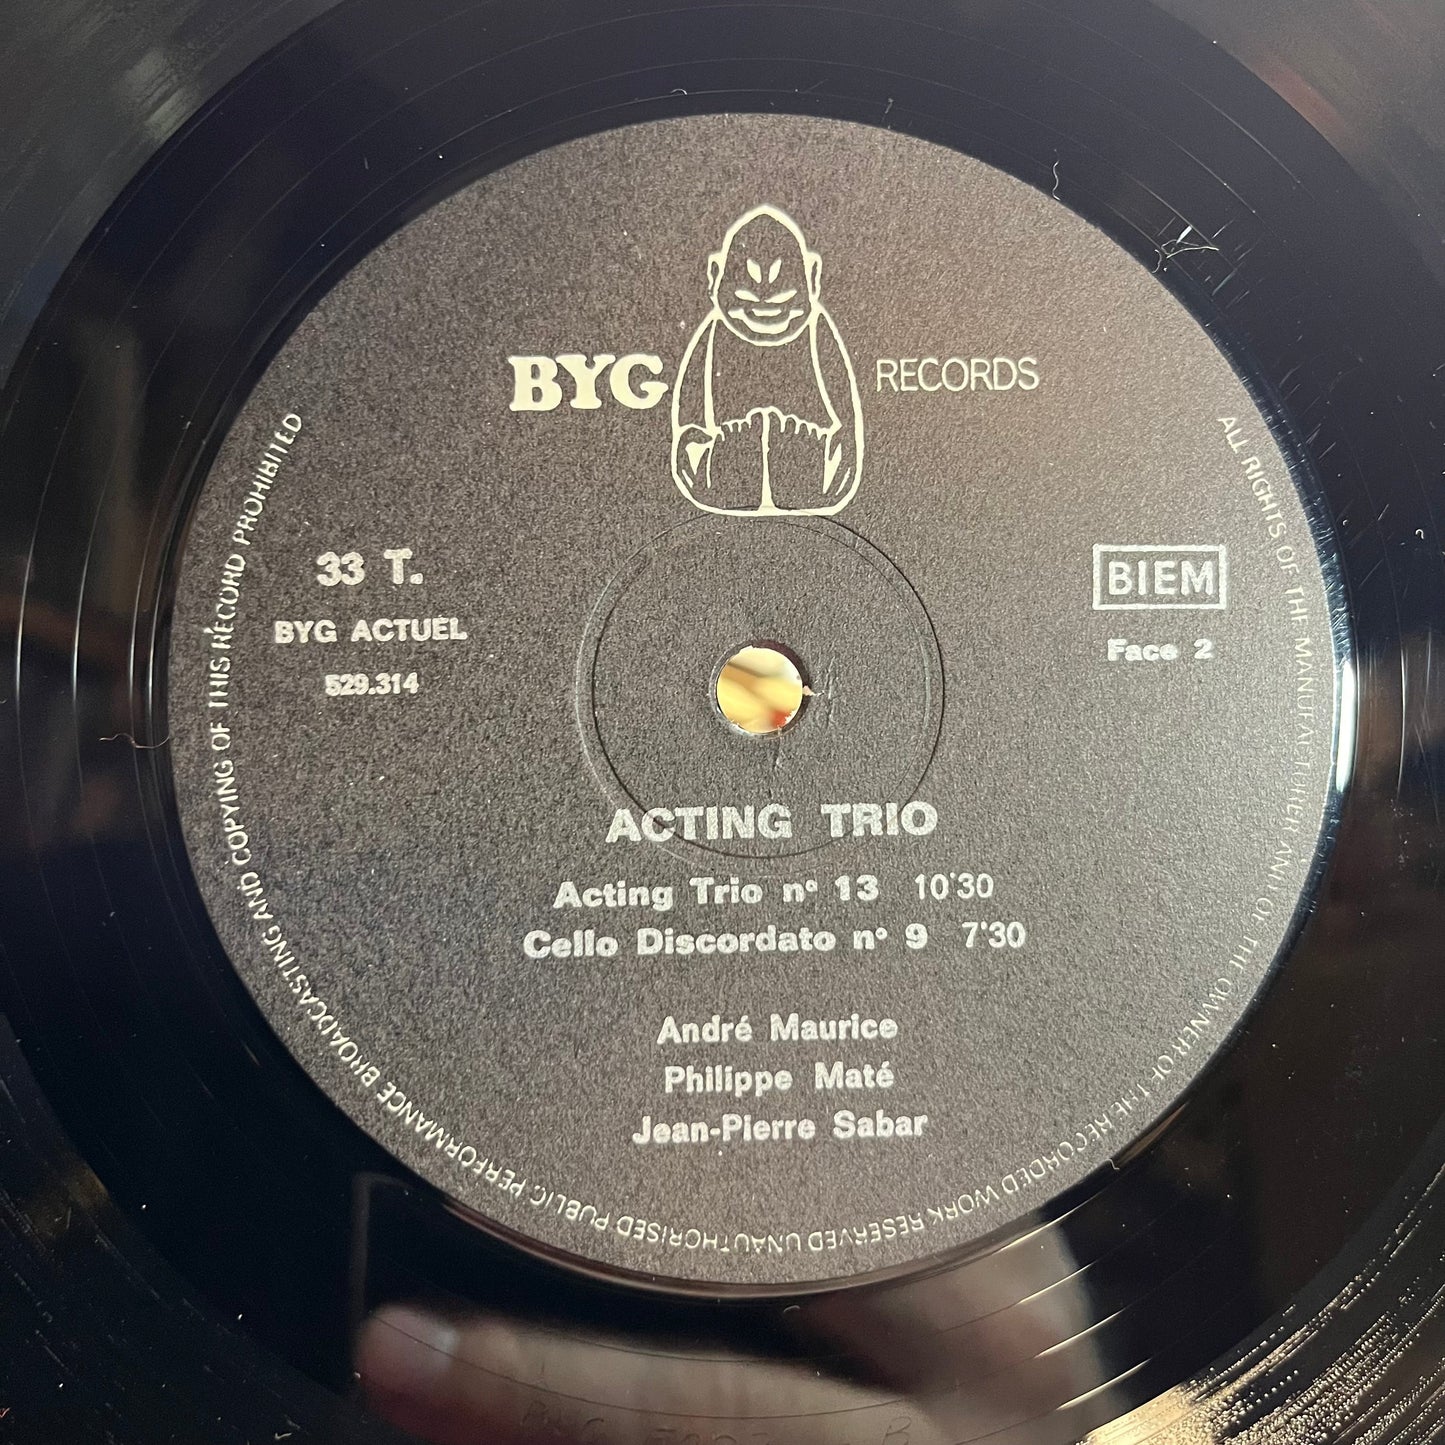 BYG RECORDS
33 T.
BYG ACTUEL
529.314
BIEM
Face 2
ACTING TRIO
Acting Trio n° 13 10'30
Cello Discordato n° 9 7'30
André Maurice
Philippe Maté
Jean-Pierre Sabar
ALL RIGHTS OF THE MANUFACTURER AND OF THE OWNER OF THE RECORDED WORK RESERVED UNAUTHORISED PUBLIC PERFORMANCE BROADCASTING AND COPYING OF THIS RECORD PROHIBITED